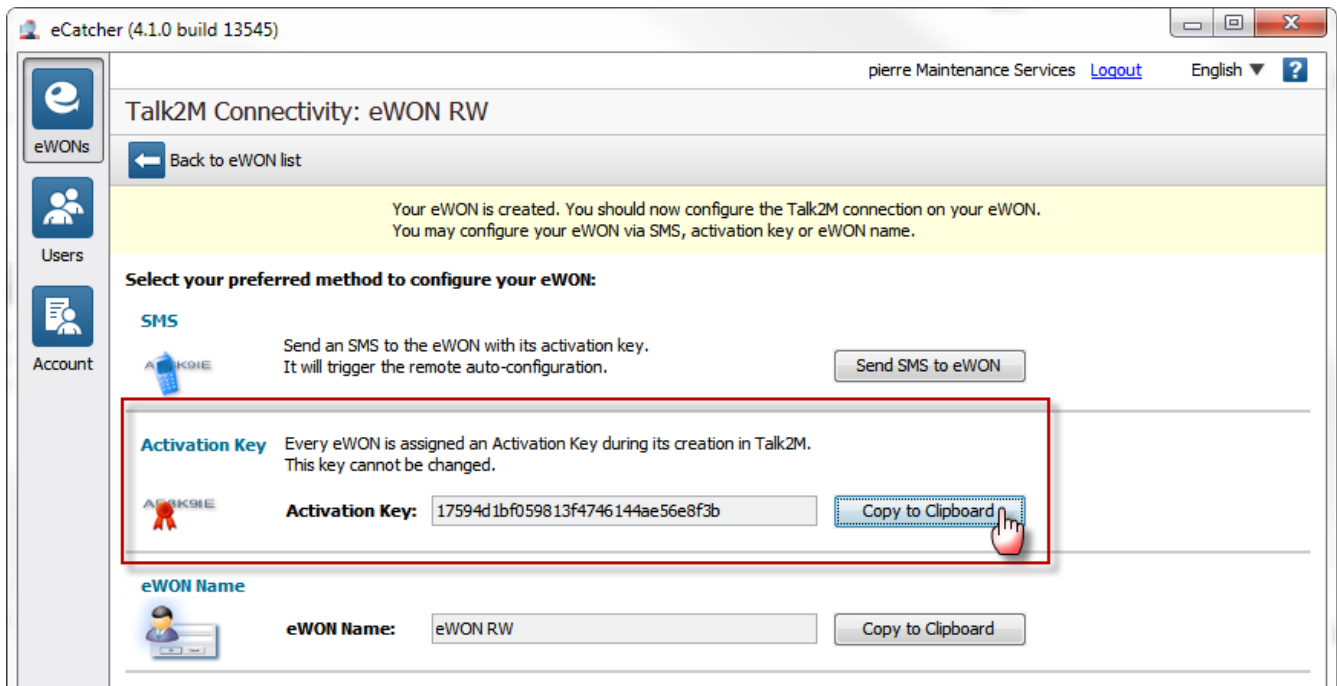 eCatcher (4.1.0 build 13545)
pierre Maintenance Services Logout English
eWONs
Talk2M Connectivity: eWON RW
Back to eWON list
Your eWON is created. You should now configure the Talk2M connection on your eWON.
You may configure your eWON via SMS, activation key or eWON name.
Users
Select your preferred method to configure your eWON:
SMS
Send an SMS to the eWON with its activation key.
It will trigger the remote auto-configuration.
Send SMS to eWON
Account
Activation Key
Every eWON is assigned an Activation Key during its creation in Talk2M.
This key cannot be changed.
Activation Key: 17594d1bf059813f4746144ae56e8f3b Copy to Clipboard
eWON Name
eWON Name: eWON RW Copy to Clipboard